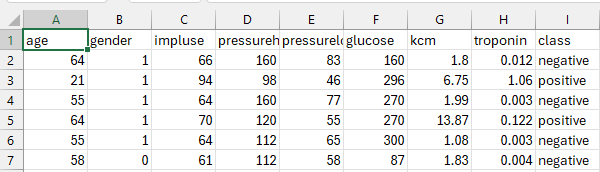 A B C D E F G H I
1 age gender impluse pressureh pressurelo glucose kcm troponin class
2 64 1 66 160 83 160 1.8 0.012 negative
3 21 1 94 98 46 296 6.75 1.06 positive
4 55 1 64 160 77 270 1.99 0.003 negative
5 64 1 70 120 55 270 13.87 0.122 positive
6 55 1 64 112 65 300 1.08 0.003 negative
7 58 0 61 112 58 87 1.83 0.004 negative